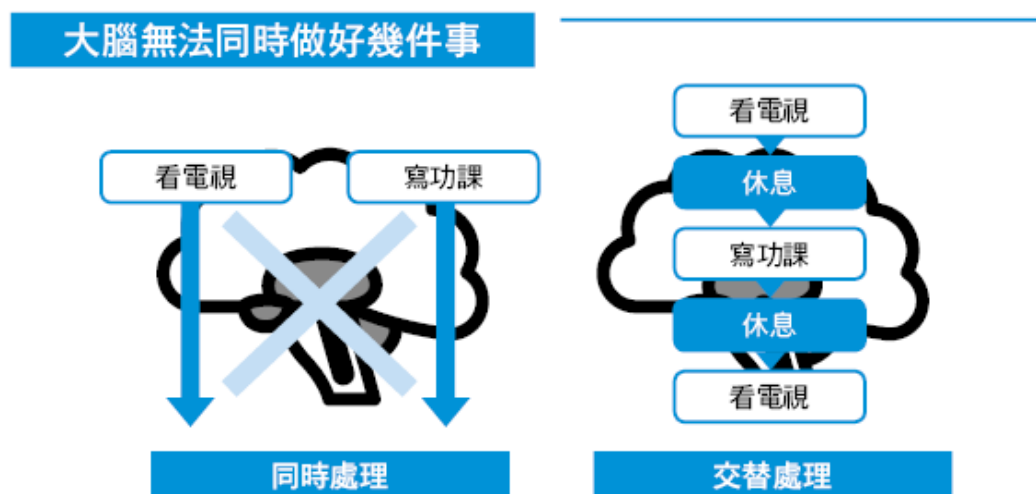 大腦無法同時做好幾件事
看電視
寫功課
同時處理
看電視
休息
寫功課
休息
看電視
交替處理